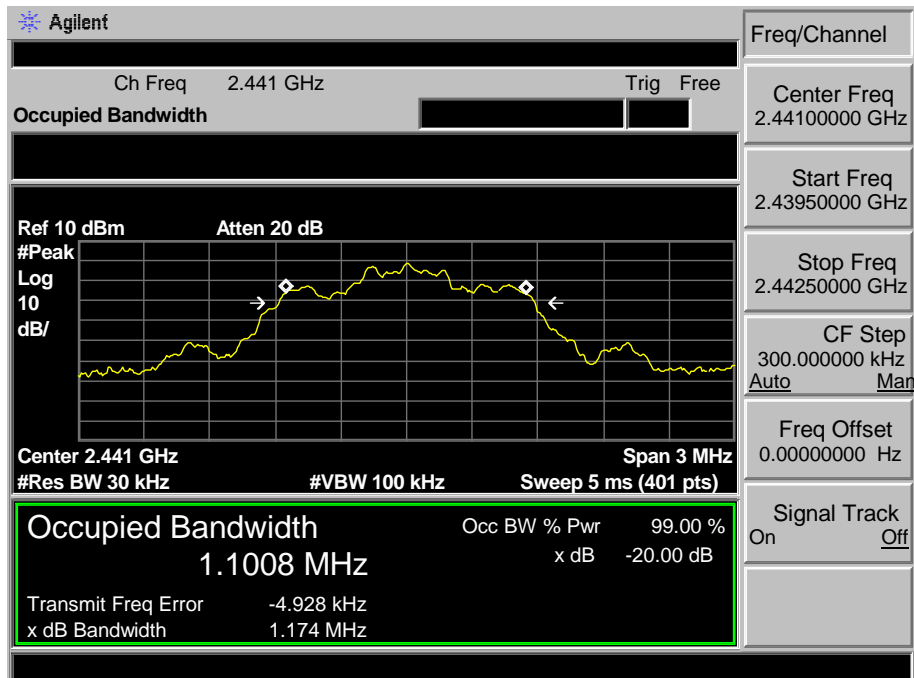 Agilent
Ch Freq 2.441 GHz Trig Free
Occupied Bandwidth
Ref 10 dBm Atten 20 dB
#Peak
Log
10
dB/
Center 2.441 GHz Span 3 MHz
#Res BW 30 kHz #VBW 100 kHz Sweep 5 ms (401 pts)
Occupied Bandwidth
1.1008 MHz
Occ BW % Pwr 99.00 %
x dB -20.00 dB
Transmit Freq Error -4.928 kHz
x dB Bandwidth 1.174 MHz
Freq/Channel
Center Freq
2.44100000 GHz
Start Freq
2.43950000 GHz
Stop Freq
2.44250000 GHz
CF Step
300.000000 kHz
Auto Man
Freq Offset
0.00000000 Hz
Signal Track
On Off